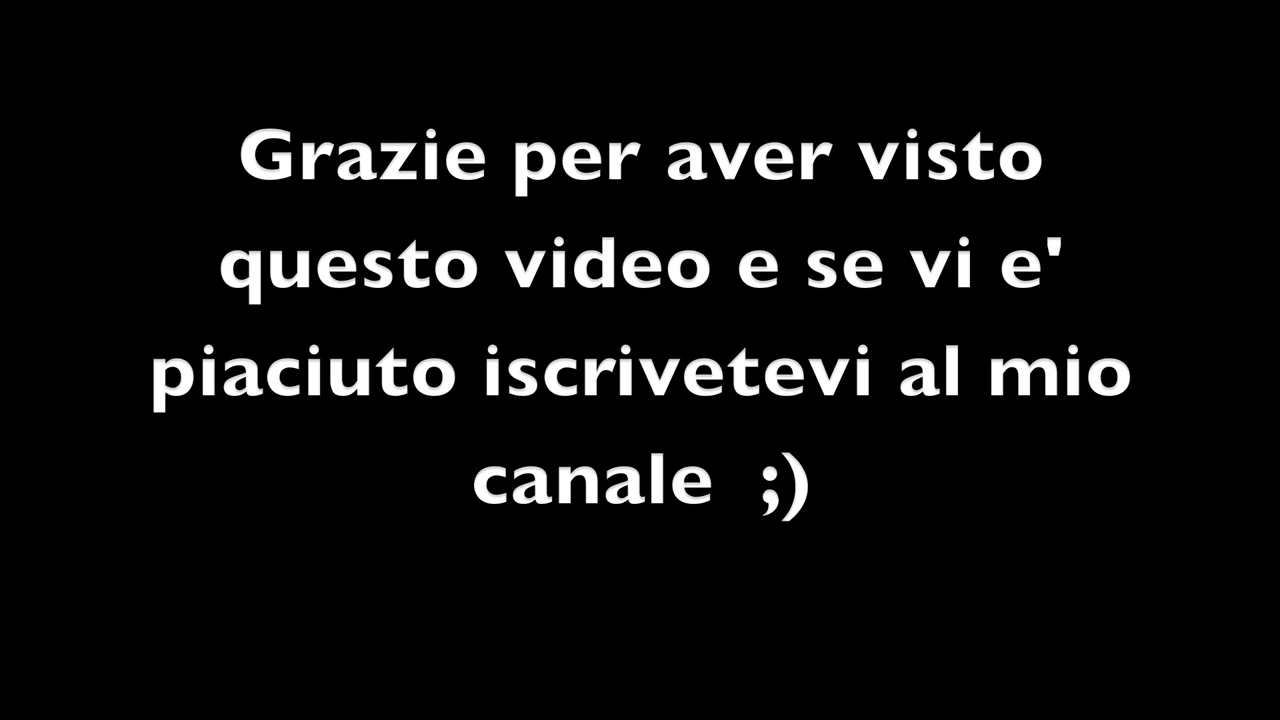 Grazie per aver visto
questo video e se vi e'
piaciuto iscrivetevi al mio
canale  ;)